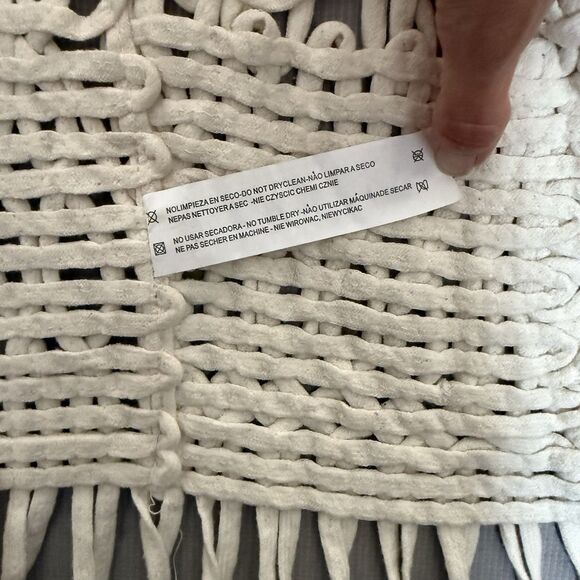 NOLIMPIEZA EN SECO-DO NOT DRYCLEAN-NÃO LIMPAR A SECO
NEPAS NETTOYER A SEC -NIE CZYSCIC CHEMI CZNIE
NO USAR SECADORA - NO TUMBLE DRY -NÃO UTILIZAR MÁQUINADE SECAR
NE PAS SECHER EN MACHINE - NIE WIROWAC, NIEWYCIKAC